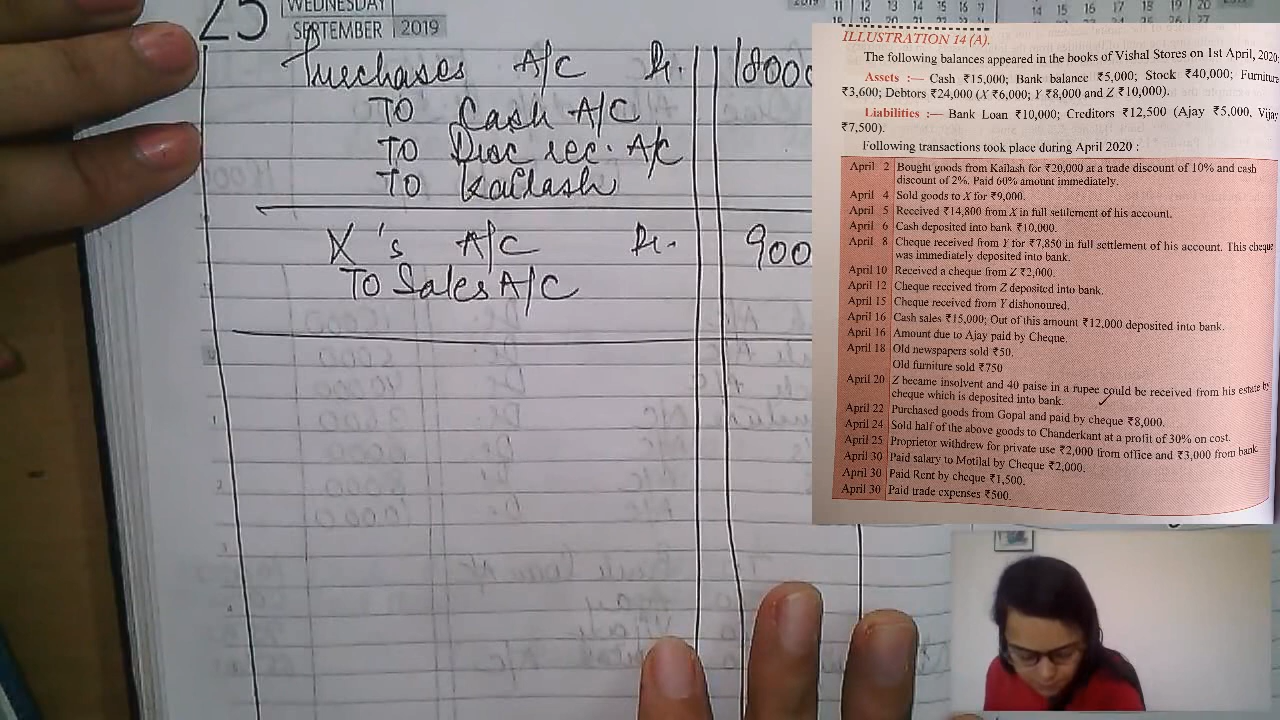 25
WEDNESDAY
SEPTEMBER 2019
Purchases A/C Dr. 1800
TO Cash A/C
TO Disc rec. A/c
TO Kailash
X's A/C Dr. 900
TO Sales A/C
ILLUSTRATION 14 (A).
The following balances appeared in the books of Vishal Stores on 1st April, 2020
Assets :— Cash ₹15,000; Bank balance ₹5,000; Stock ₹40,000; Furniture
₹3,600; Debtors ₹24,000 (X ₹6,000; Y ₹8,000 and Z ₹10,000).
Liabilities :— Bank Loan ₹10,000; Creditors ₹12,500 (Ajay ₹5,000, Vijay
₹7,500).
Following transactions took place during April 2020 :
April 2 Bought goods from Kailash for ₹20,000 at a trade discount of 10% and cash
discount of 2%. Paid 60% amount immediately.
April 4 Sold goods to X for ₹9,000.
April 5 Received ₹14,800 from X in full settlement of his account.
April 6 Cash deposited into bank ₹10,000.
April 8 Cheque received from Y for ₹7,850 in full settlement of his account. This cheque
was immediately deposited into bank.
April 10 Received a cheque from Z ₹2,000.
April 12 Cheque received from Z deposited into bank.
April 15 Cheque received from Y dishonoured.
April 16 Cash sales ₹15,000; Out of this amount ₹12,000 deposited into bank.
April 16 Amount due to Ajay paid by Cheque.
April 18 Old newspapers sold ₹50.
Old furniture sold ₹750
April 20 Z became insolvent and 40 paise in a rupee could be received from his estate by
cheque which is deposited into bank.
April 22 Purchased goods from Gopal and paid by cheque ₹8,000.
April 24 Sold half of the above goods to Chanderkant at a profit of 30% on cost.
April 25 Proprietor withdrew for private use ₹2,000 from office and ₹3,000 from bank
April 30 Paid salary to Motilal by Cheque ₹2,000.
April 30 Paid Rent by cheque ₹1,500.
April 30 Paid trade expenses ₹500.